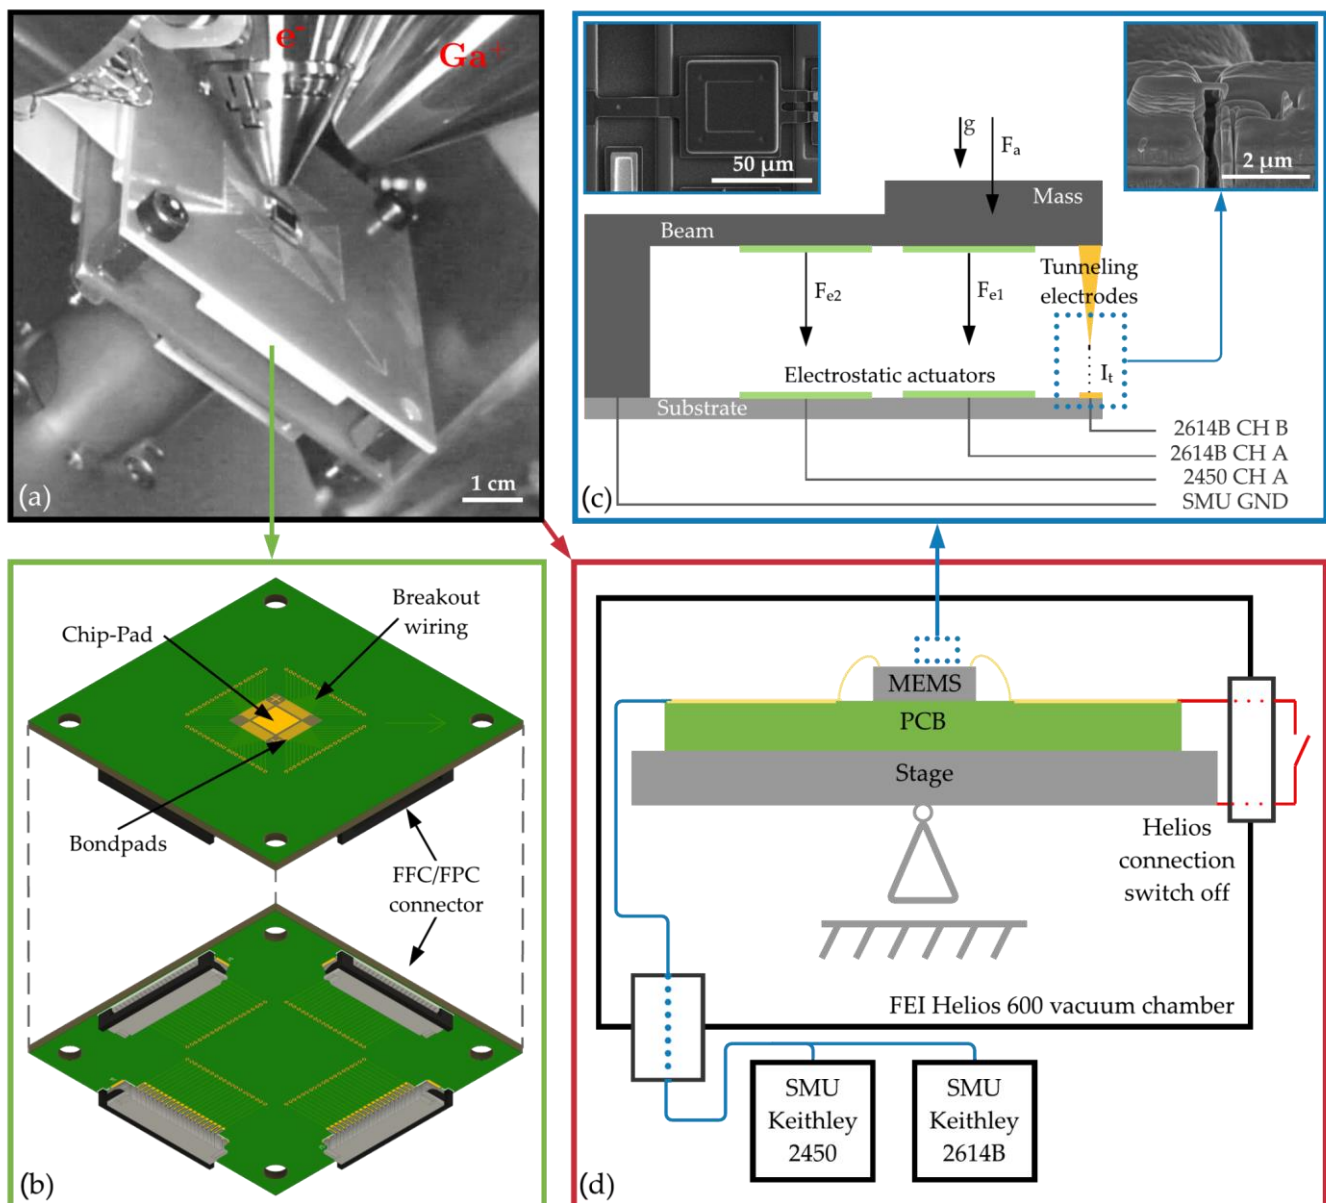 e⁻
Ga⁺
1 cm
(a)
50 µm
2 µm
g
Fₐ
Mass
Beam
Tunneling
electrodes
Fₑ₂
Fₑ₁
Electrostatic actuators
Iₜ
Substrate
2614B CH B
2614B CH A
2450 CH A
SMU GND
(c)
Breakout
wiring
Chip-Pad
Bondpads
FFC/FPC
connector
(b)
MEMS
PCB
Stage
Helios
connection
switch off
FEI Helios 600 vacuum chamber
SMU
Keithley
2450
SMU
Keithley
2614B
(d)